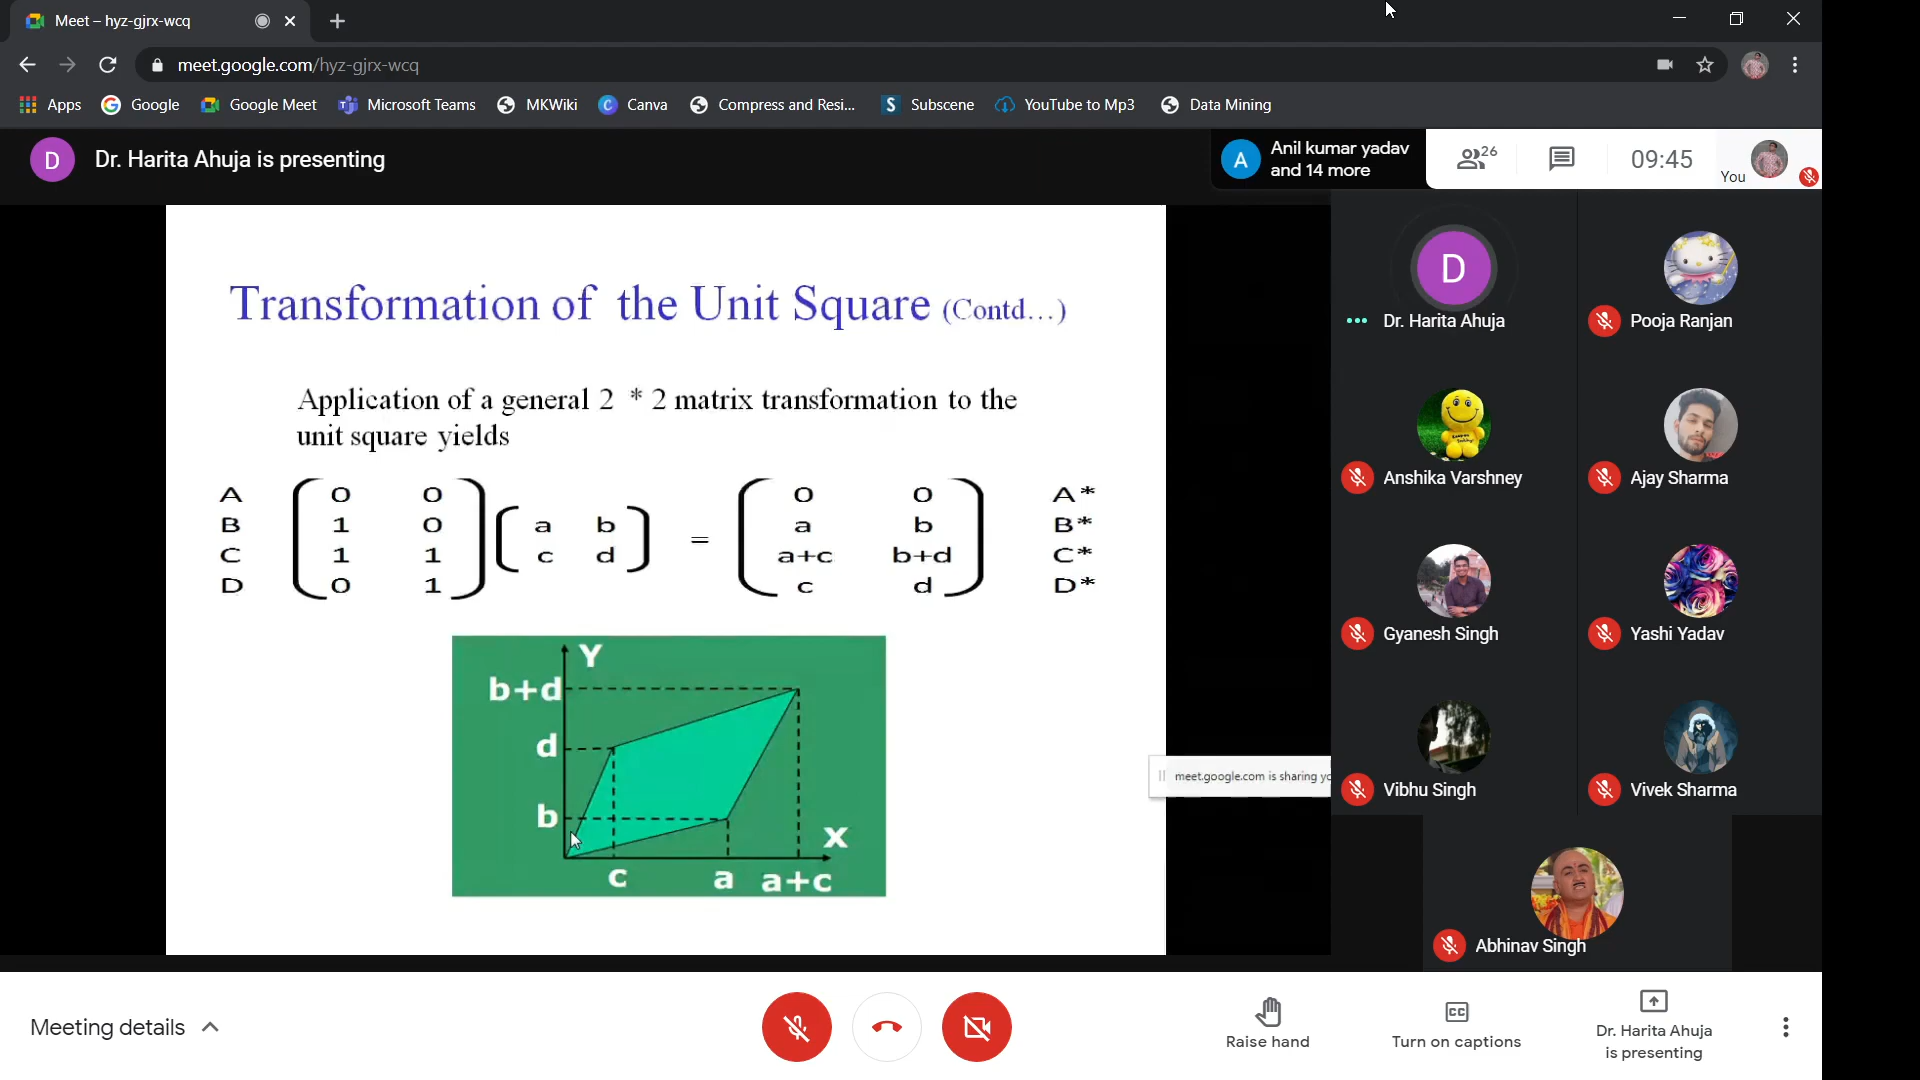 Meet – hyz-gjrx-wcq
meet.google.com/hyz-gjrx-wcq
Apps Google Google Meet Microsoft Teams MKWiki Canva Compress and Resi... Subscene YouTube to Mp3 Data Mining
D Dr. Harita Ahuja is presenting
A Anil kumar yadav
and 14 more
26
09:45
You
Transformation of the Unit Square (Contd...)
Application of a general 2 * 2 matrix transformation to the
unit square yields
A 0 0 0 0 A*
B 1 0 a b a b B*
=
C 1 1 c d a+c b+d C*
D 0 1 c d D*
Y
b+d
d
b
X
c a a+c
meet.google.com is sharing yo
D
Dr. Harita Ahuja
Pooja Ranjan
Anshika Varshney
Ajay Sharma
Gyanesh Singh
Yashi Yadav
Vibhu Singh
Vivek Sharma
Abhinav Singh
Meeting details
Raise hand
CC
Turn on captions
Dr. Harita Ahuja
is presenting